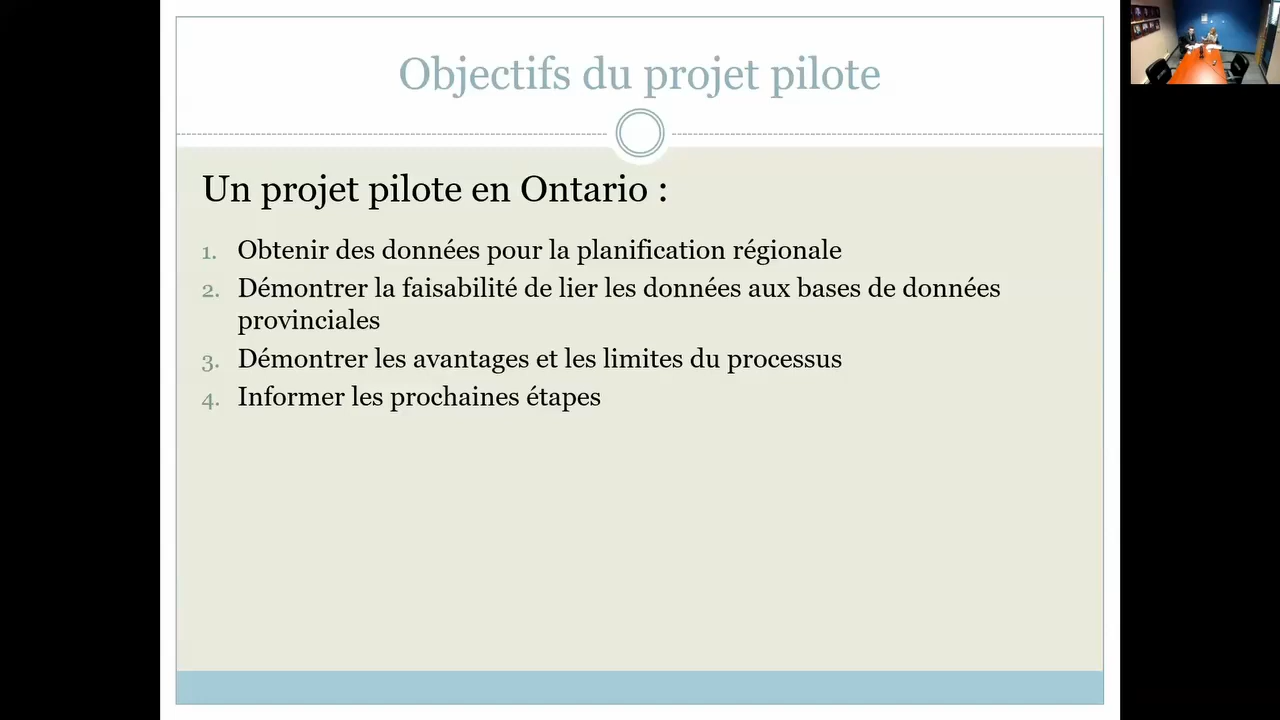 Objectifs du projet pilote
Un projet pilote en Ontario :
1. Obtenir des données pour la planification régionale
2. Démontrer la faisabilité de lier les données aux bases de données
provinciales
3. Démontrer les avantages et les limites du processus
4. Informer les prochaines étapes